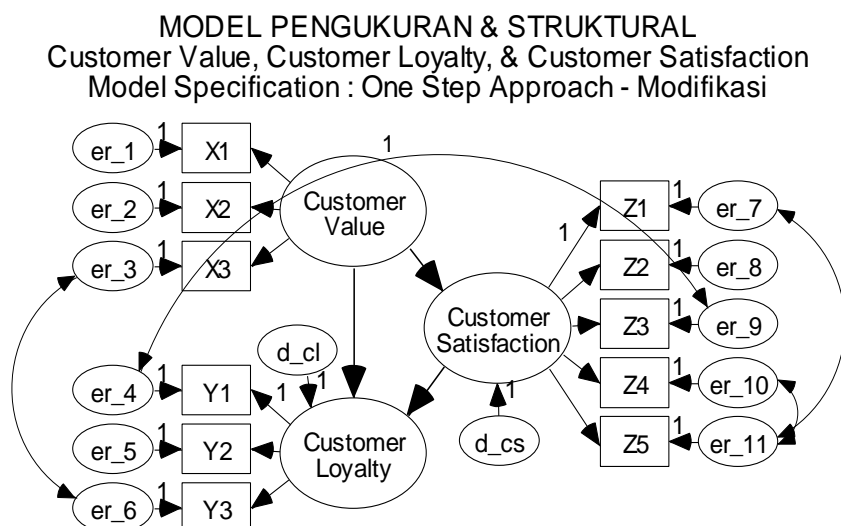 MODEL PENGUKURAN & STRUKTURAL
Customer Value, Customer Loyalty, & Customer Satisfaction
Model Specification : One Step Approach - Modifikasi
er_1 1 X1
er_2 1 X2
er_3 1 X3
Customer
Value
1
er_4 1 Y1
er_5 1 Y2
er_6 1 Y3
1
d_cl
1
Customer
Loyalty
Customer
Satisfaction
1
d_cs
1
Z1 1 er_7
Z2 1 er_8
Z3 1 er_9
Z4 1 er_10
Z5 1 er_11